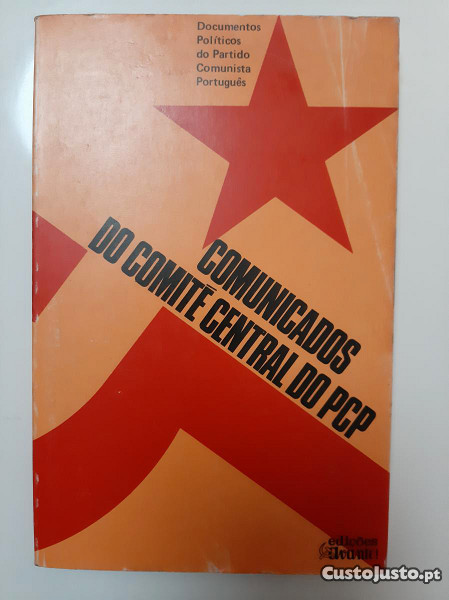 Documentos
Políticos
do Partido
Comunista
Português
COMUNICADOS
DO COMITÉ CENTRAL DO PCP
edições
Avante!
CustoJusto.pt